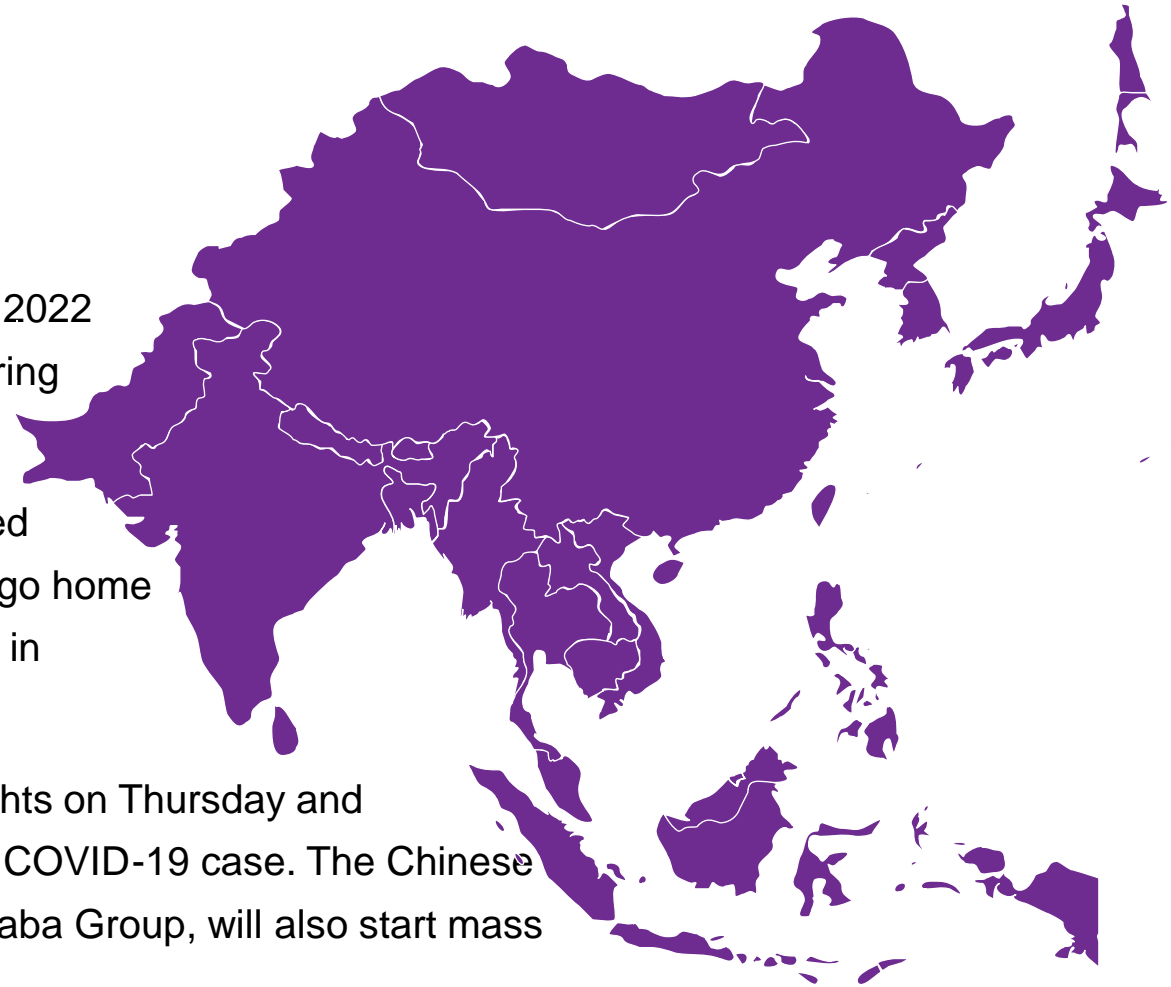 2022
ring
ed
go home
in
hts on Thursday and
COVID-19 case. The Chinese
aba Group, will also start mass